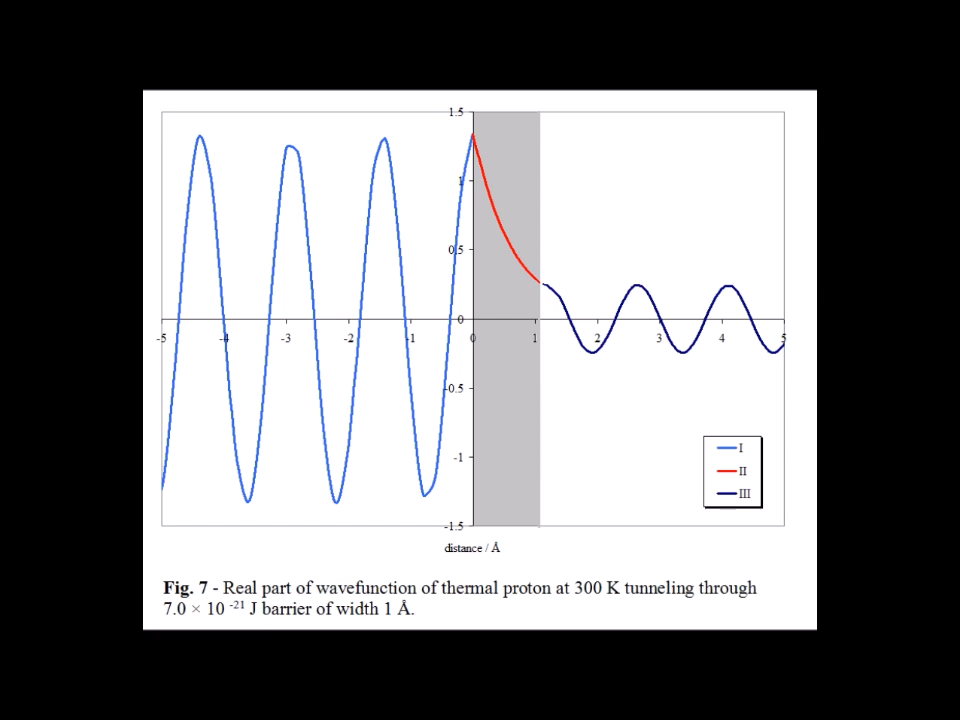 1.5
1
0.5
0
-0.5
-1
-1.5
-5 -4 -3 -2 -1 0 1 2 3 4 5
I
II
III
distance / Å
Fig. 7 - Real part of wavefunction of thermal proton at 300 K tunneling through
7.0 × 10 -21 J barrier of width 1 Å.